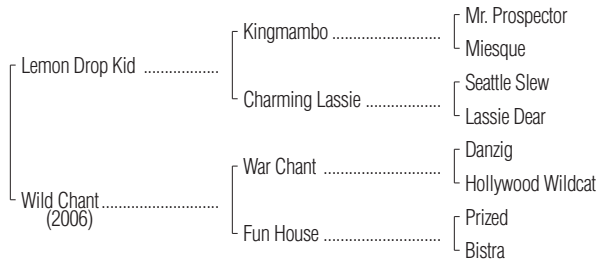 Mr. Prospector
Kingmambo ......................
Miesque
Lemon Drop Kid ...................
Seattle Slew
Charming Lassie ...................
Lassie Dear
Danzig
War Chant ........................
Hollywood Wildcat
Wild Chant .........................
(2006)
Prized
Fun House .........................
Bistra